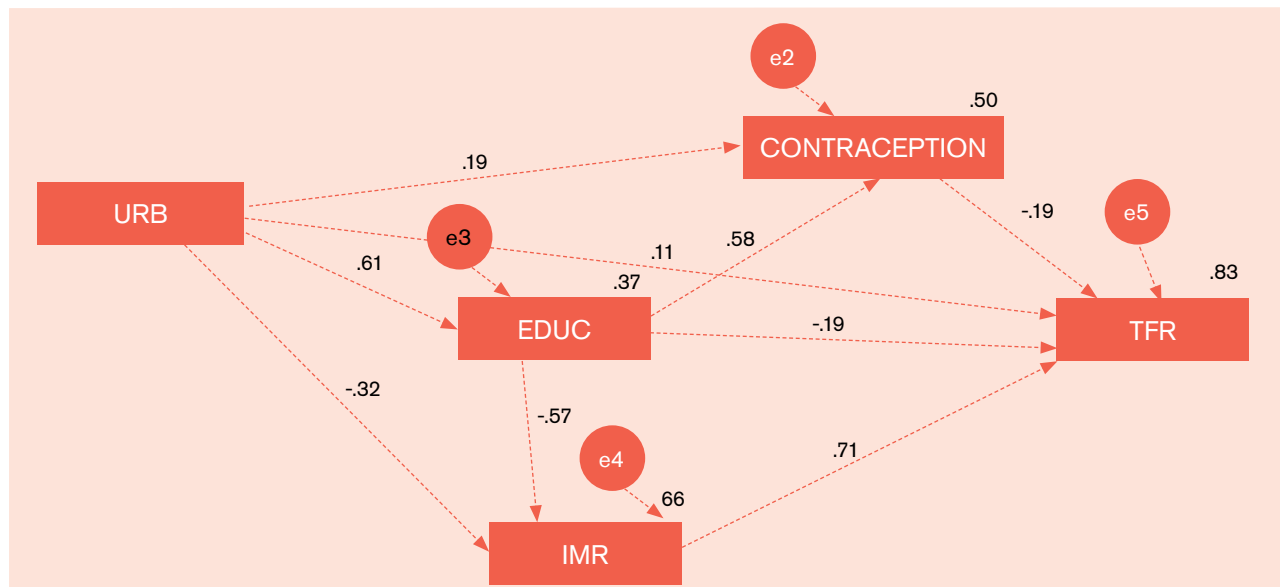 e2
.50
CONTRACEPTION
.19
URB
e3
-.19
e5
.58
.61
.11
.83
.37
EDUC
-.19
TFR
-.32
-.57
e4
.71
66
IMR